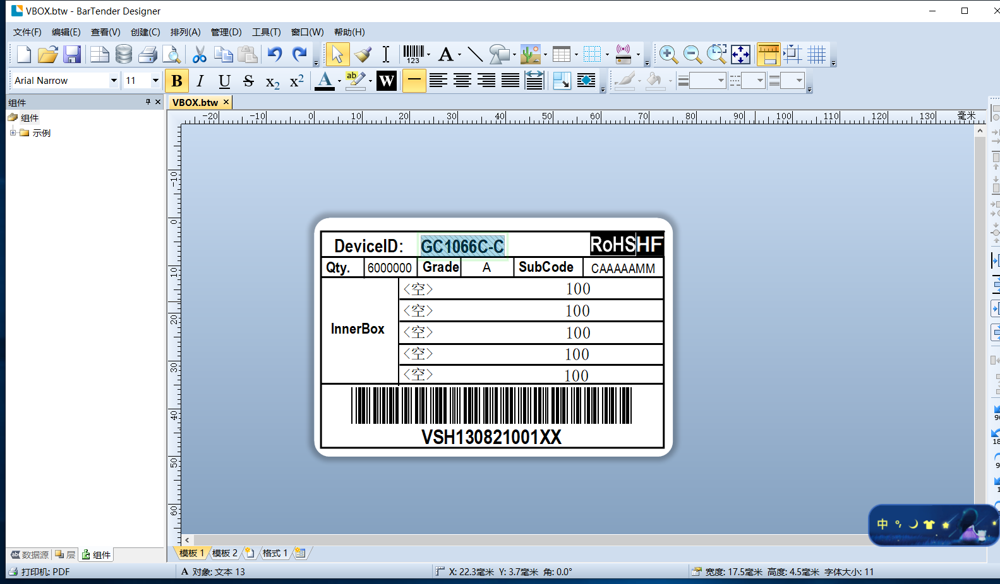 VBOX.btw - BarTender Designer
文件(F) 编辑(E) 查看(V) 创建(C) 排列(A) 管理(D) 工具(T) 窗口(W) 帮助(H)
123 A
Arial Narrow 11 B I U S x₂ x² A ab W
组件
VBOX.btw
组件
示例
-20 -10 0 10 20 30 40 50 60 70 80 90 100 110 120 130 毫米
-10
0
10
20
30
40
50
60
DeviceID: GC1066C-C RoHS HF
Qty. 6000000 Grade A SubCode CAAAAAMM
<空> 100
<空> 100
InnerBox <空> 100
<空> 100
<空> 100
VSH130821001XX
中
数据源 层 组件
模板 1 模板 2 格式 1
打印机: PDF A 对象: 文本 13 X: 22.3毫米 Y: 3.7毫米 角: 0.0° 宽度: 17.5毫米 高度: 4.5毫米 字体大小: 11